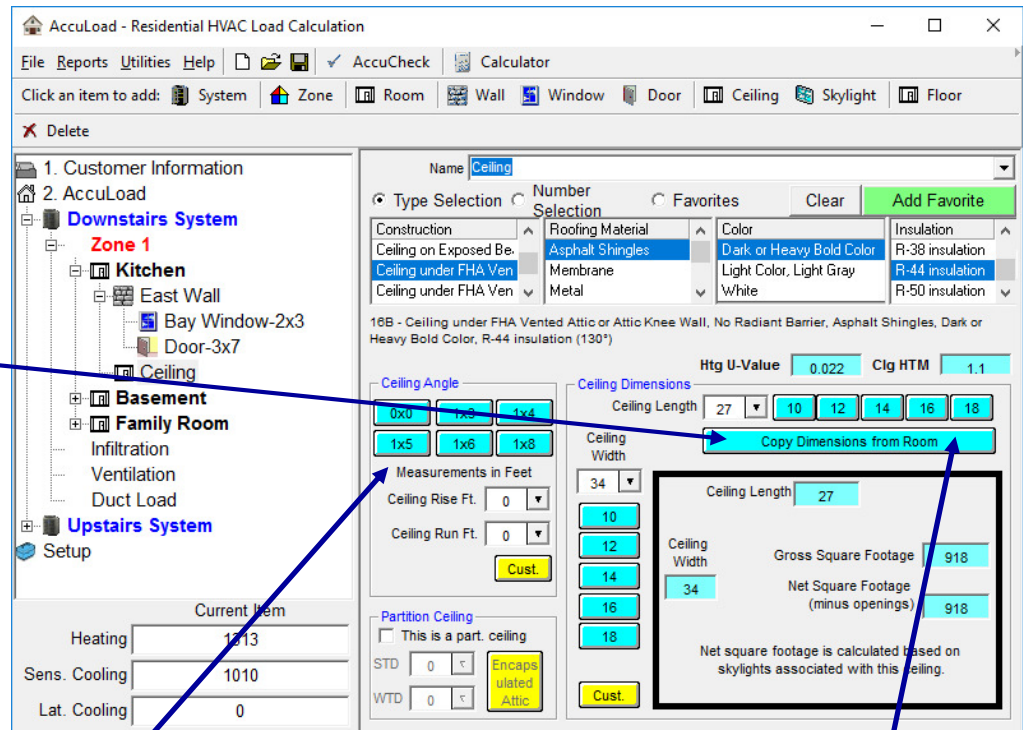 AccuLoad - Residential HVAC Load Calculation
File Reports Utilities Help AccuCheck Calculator
Click an item to add: System Zone Room Wall Window Door Ceiling Skylight Floor
Delete
1. Customer Information
2. AccuLoad
Downstairs System
Zone 1
Kitchen
East Wall
Bay Window-2x3
Door-3x7
Ceiling
Basement
Family Room
Infiltration
Ventilation
Duct Load
Upstairs System
Setup
Current Item
Heating 1313
Sens. Cooling 1010
Lat. Cooling 0
Name Ceiling
Type Selection Number Selection Favorites Clear Add Favorite
Construction Roofing Material Color Insulation
Ceiling on Exposed Be Asphalt Shingles Dark or Heavy Bold Color R-38 insulation
Ceiling under FHA Ven Membrane Light Color, Light Gray R-44 insulation
Ceiling under FHA Ven Metal White R-50 insulation
16B - Ceiling under FHA Vented Attic or Attic Knee Wall, No Radiant Barrier, Asphalt Shingles, Dark or
Heavy Bold Color, R-44 insulation (130°)
Htg U-Value 0.022 Clg HTM 1.1
Ceiling Angle
0x0 1x3 1x4
1x5 1x6 1x8
Measurements in Feet
Ceiling Rise Ft. 0
Ceiling Run Ft. 0
Cust.
Partition Ceiling
This is a part. ceiling
STD 0
WTD 0
Encaps
ulated
Attic
Ceiling Dimensions
Ceiling Length 27 10 12 14 16 18
Copy Dimensions from Room
Ceiling
Width
34
10
12
14
16
18
Cust.
Ceiling Length 27
Ceiling
Width
34
Gross Square Footage 918
Net Square Footage
(minus openings) 918
Net square footage is calculated based on
skylights associated with this ceiling.